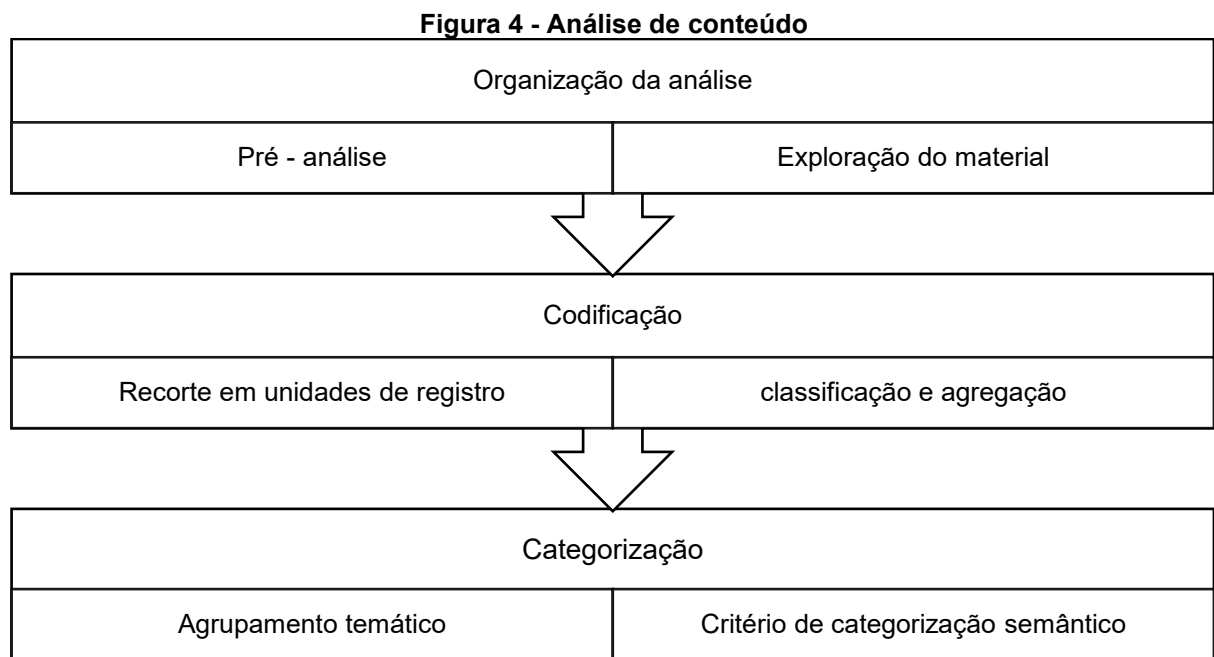 Figura 4 - Análise de conteúdo
Organização da análise
Pré - análise
Exploração do material
Codificação
Recorte em unidades de registro
classificação e agregação
Categorização
Agrupamento temático
Critério de categorização semântico